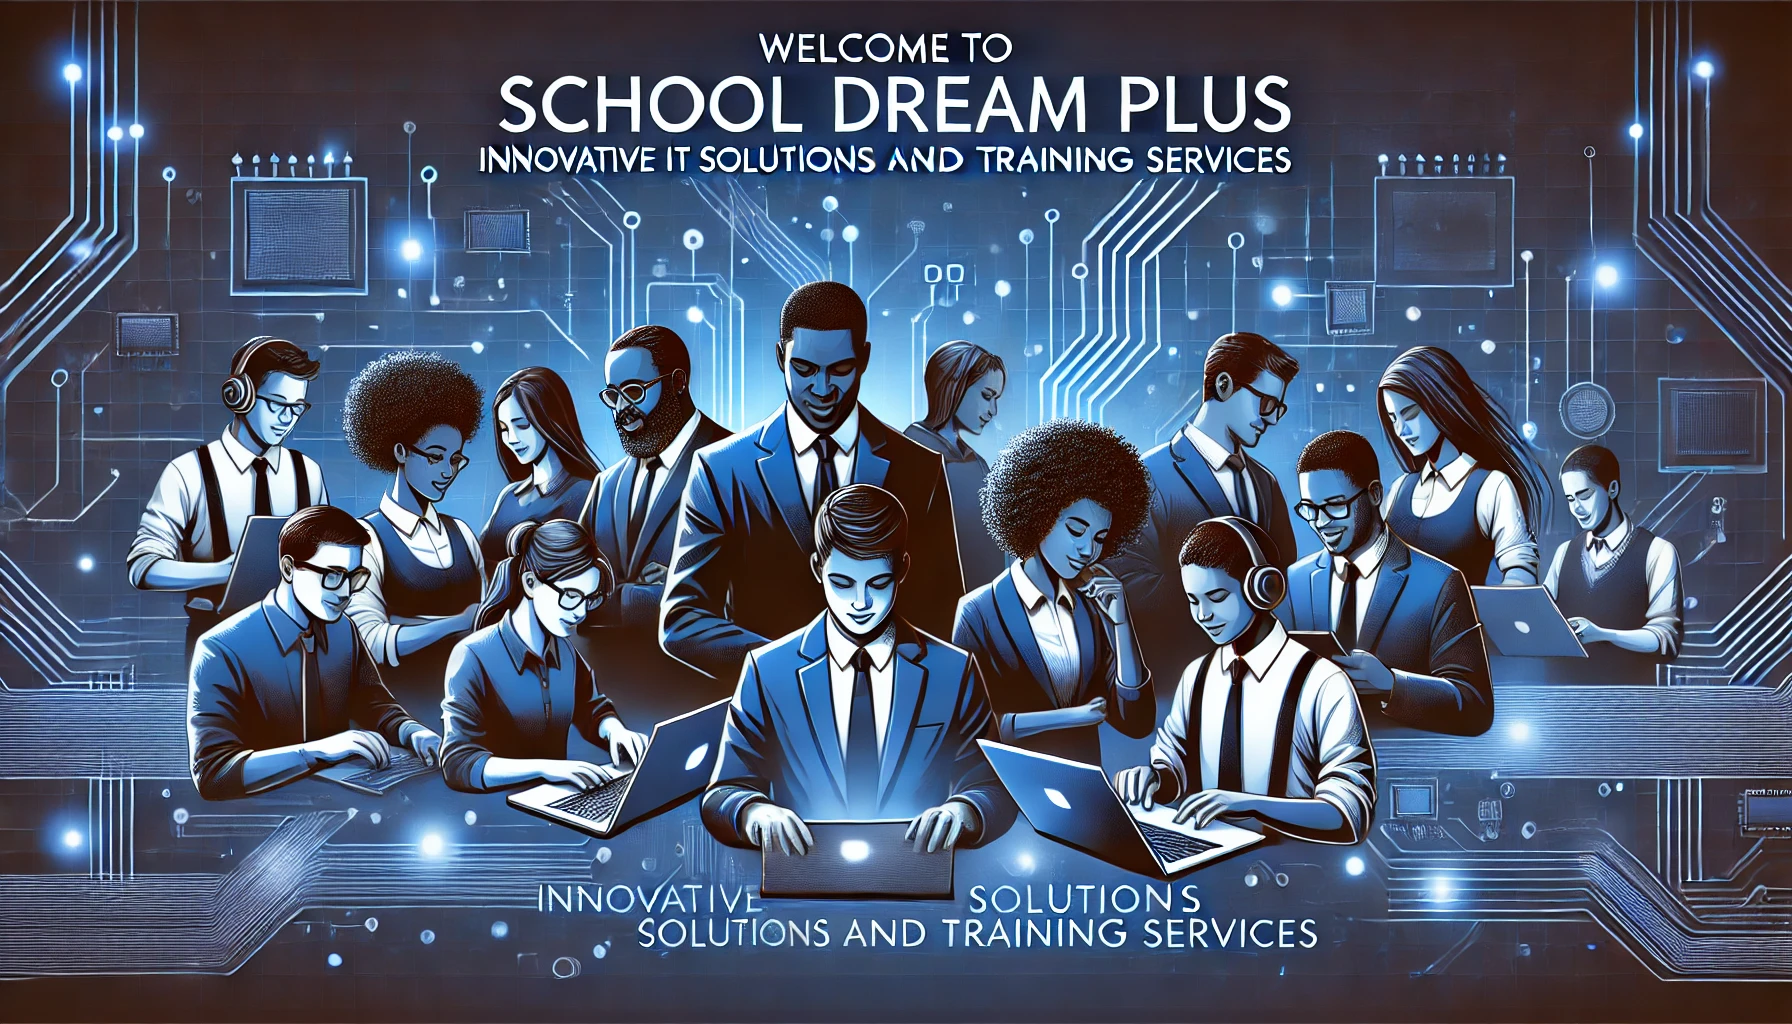 WELCOME TO
SCHOOL DREAM PLUS
INNOVATIVE IT SOLUTIONS AND TRAINING SERVICES
INNOVATIVE SOLUTIONS
SOLUTIONS AND TRAINING SERVICES